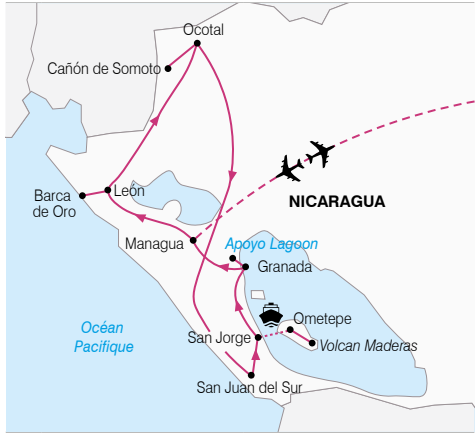 Ocotal
Cañón de Somoto
León
Barca
de Oro
NICARAGUA
Managua
Apoyo Lagoon
Granada
Océan
Pacifique
Ometepe
San Jorge
Volcan Maderas
San Juan del Sur